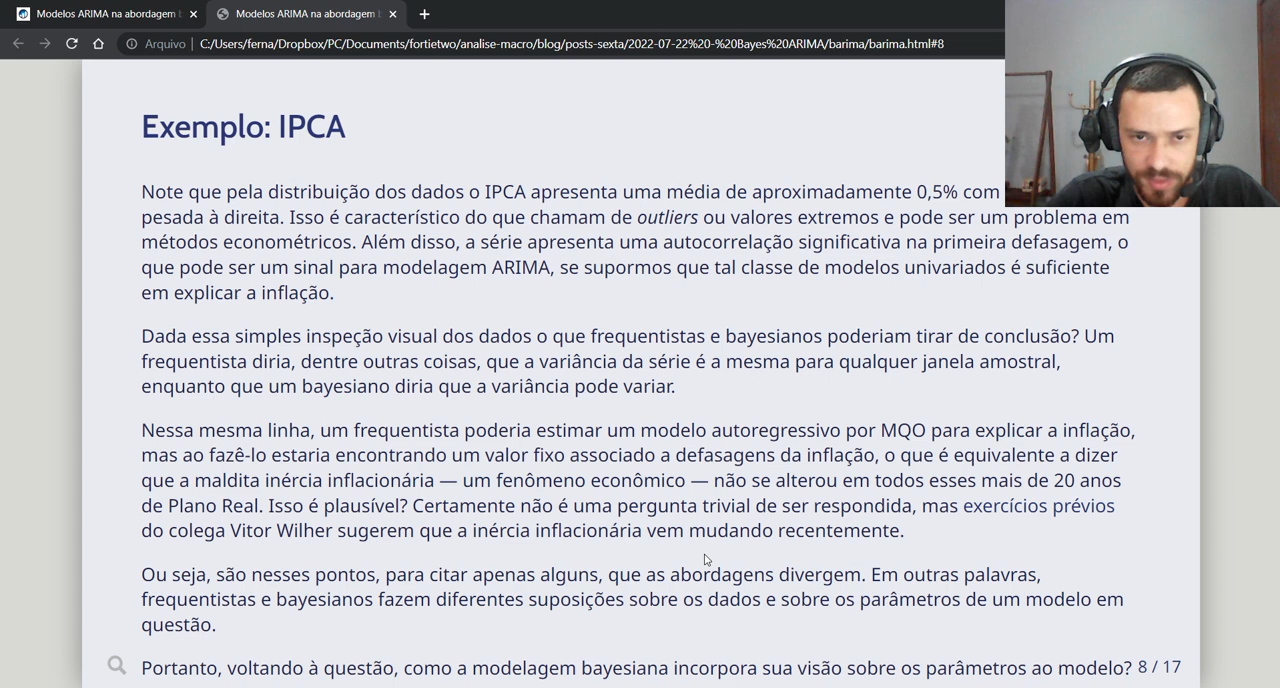 Modelos ARIMA na abordagem
Modelos ARIMA na abordagem
Arquivo | C:/Users/ferna/Dropbox/PC/Documents/fortietwo/analise-macro/blog/posts-sexta/2022-07-22%20-%20Bayes%20ARIMA/barima/barima.html#8
Exemplo: IPCA
Note que pela distribuição dos dados o IPCA apresenta uma média de aproximadamente 0,5% com
pesada à direita. Isso é característico do que chamam de outliers ou valores extremos e pode ser um problema em
métodos econométricos. Além disso, a série apresenta uma autocorrelação significativa na primeira defasagem, o
que pode ser um sinal para modelagem ARIMA, se supormos que tal classe de modelos univariados é suficiente
em explicar a inflação.
Dada essa simples inspeção visual dos dados o que frequentistas e bayesianos poderiam tirar de conclusão? Um
frequentista diria, dentre outras coisas, que a variância da série é a mesma para qualquer janela amostral,
enquanto que um bayesiano diria que a variância pode variar.
Nessa mesma linha, um frequentista poderia estimar um modelo autoregressivo por MQO para explicar a inflação,
mas ao fazê-lo estaria encontrando um valor fixo associado a defasagens da inflação, o que é equivalente a dizer
que a maldita inércia inflacionária — um fenômeno econômico — não se alterou em todos esses mais de 20 anos
de Plano Real. Isso é plausível? Certamente não é uma pergunta trivial de ser respondida, mas exercícios prévios
do colega Vitor Wilher sugerem que a inércia inflacionária vem mudando recentemente.
Ou seja, são nesses pontos, para citar apenas alguns, que as abordagens divergem. Em outras palavras,
frequentistas e bayesianos fazem diferentes suposições sobre os dados e sobre os parâmetros de um modelo em
questão.
Portanto, voltando à questão, como a modelagem bayesiana incorpora sua visão sobre os parâmetros ao modelo?
8 / 17